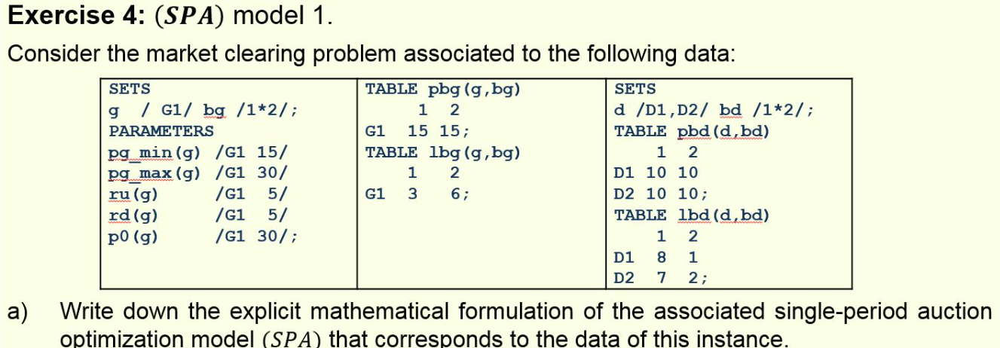 Exercise 4: (SPA) model 1.
Consider the market clearing problem associated to the following data:
SETS
g / G1/ bg /1*2/;
PARAMETERS
pg_min(g) /G1 15/
pg_max(g) /G1 30/
ru(g) /G1 5/
rd(g) /G1 5/
p0(g) /G1 30/;
TABLE pbg(g,bg)
1 2
G1 15 15;
TABLE lbg(g,bg)
1 2
G1 3 6;
SETS
d /D1,D2/ bd /1*2/;
TABLE pbd(d,bd)
1 2
D1 10 10
D2 10 10;
TABLE lbd(d,bd)
1 2
D1 8 1
D2 7 2;
a) Write down the explicit mathematical formulation of the associated single-period auction
optimization model (SPA) that corresponds to the data of this instance.